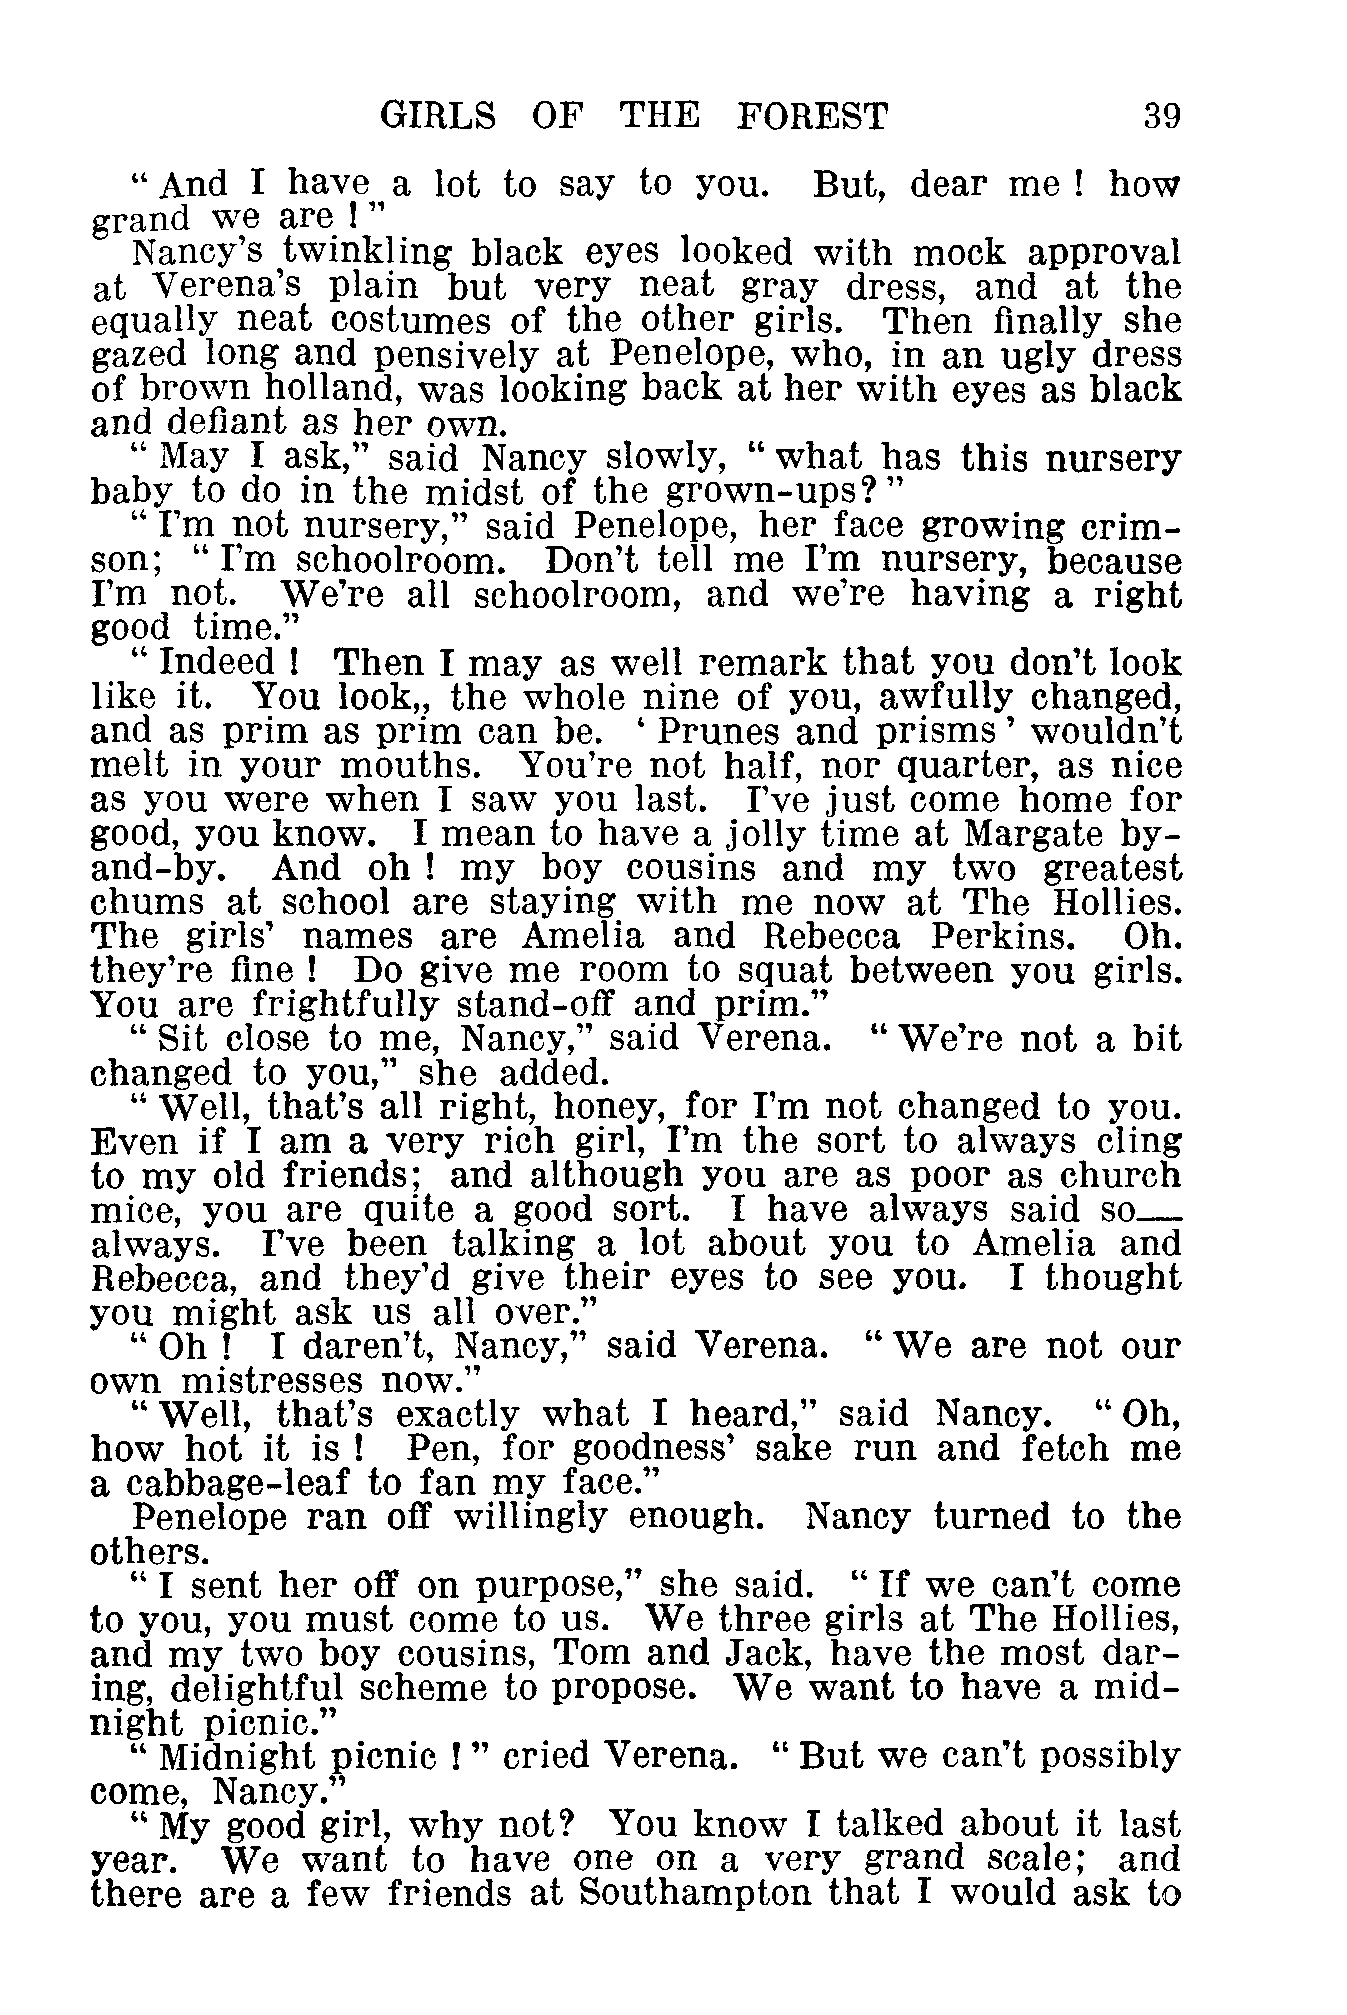 GIRLS OF THE FOREST 39
“ And I have a lot to say to you. But, dear me ! how
grand we are ! ”
Nancy’s twinkling black eyes looked with mock approval
at Verena’s plain but very neat gray dress, and at the
equally neat costumes of the other girls. Then finally she
gazed long and pensively at Penelope, who, in an ugly dress
of brown holland, was looking back at her with eyes as black
and defiant as her own.
“ May I ask,” said Nancy slowly, “ what has this nursery
baby to do in the midst of the grown-ups? ”
“ I’m not nursery,” said Penelope, her face growing crim-
son; “ I’m schoolroom. Don’t tell me I’m nursery, because
I’m not. We’re all schoolroom, and we’re having a right
good time.”
“ Indeed ! Then I may as well remark that you don’t look
like it. You look,, the whole nine of you, awfully changed,
and as prim as prim can be. ‘ Prunes and prisms ’ wouldn’t
melt in your mouths. You’re not half, nor quarter, as nice
as you were when I saw you last. I’ve just come home for
good, you know. I mean to have a jolly time at Margate by-
and-by. And oh ! my boy cousins and my two greatest
chums at school are staying with me now at The Hollies.
The girls’ names are Amelia and Rebecca Perkins. Oh.
they’re fine ! Do give me room to squat between you girls.
You are frightfully stand-off and prim.”
“ Sit close to me, Nancy,” said Verena. “ We’re not a bit
changed to you,” she added.
“ Well, that’s all right, honey, for I’m not changed to you.
Even if I am a very rich girl, I’m the sort to always cling
to my old friends; and although you are as poor as church
mice, you are quite a good sort. I have always said so—
always. I’ve been talking a lot about you to Amelia and
Rebecca, and they’d give their eyes to see you. I thought
you might ask us all over.”
“ Oh ! I daren’t, Nancy,” said Verena. “ We are not our
own mistresses now.”
“ Well, that’s exactly what I heard,” said Nancy. “ Oh,
how hot it is ! Pen, for goodness’ sake run and fetch me
a cabbage-leaf to fan my face.”
Penelope ran off willingly enough. Nancy turned to the
others.
“ I sent her off on purpose,” she said. “ If we can’t come
to you, you must come to us. We three girls at The Hollies,
and my two boy cousins, Tom and Jack, have the most dar-
ing, delightful scheme to propose. We want to have a mid-
night picnic.”
“ Midnight picnic ! ” cried Verena. “ But we can’t possibly
come, Nancy.”
“ My good girl, why not? You know I talked about it last
year. We want to have one on a very grand scale; and
there are a few friends at Southampton that I would ask to